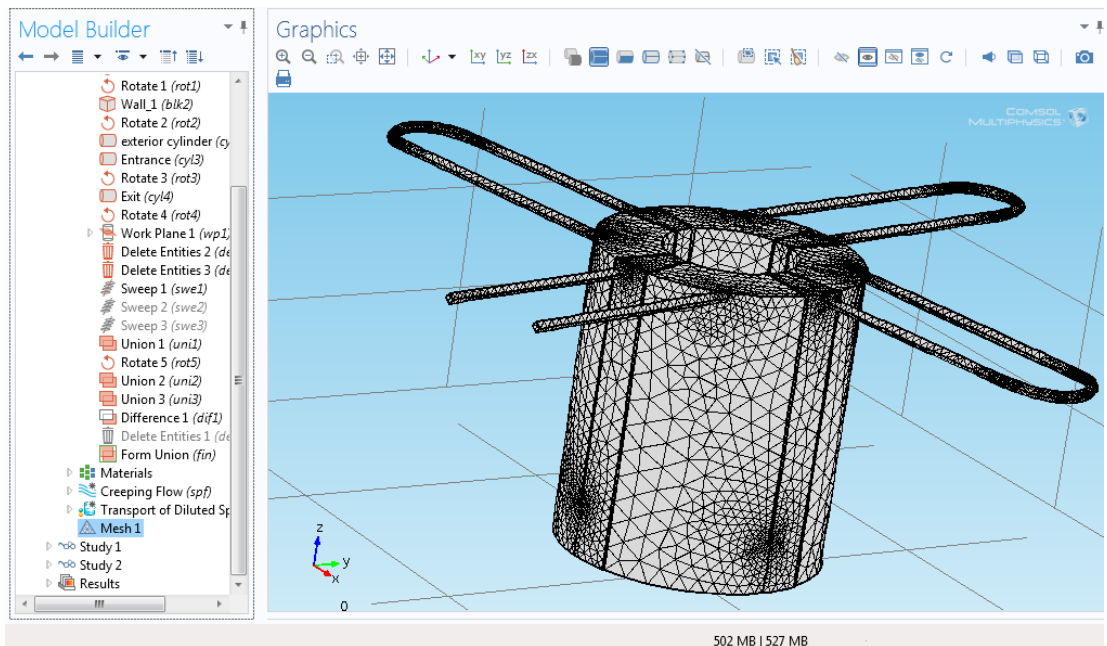 Model Builder
Rotate 1 (rot1)
Wall_1 (blk2)
Rotate 2 (rot2)
exterior cylinder (cy
Entrance (cyl3)
Rotate 3 (rot3)
Exit (cyl4)
Rotate 4 (rot4)
Work Plane 1 (wp1)
Delete Entities 2 (de
Delete Entities 3 (de
Sweep 1 (swe1)
Sweep 2 (swe2)
Sweep 3 (swe3)
Union 1 (uni1)
Rotate 5 (rot5)
Union 2 (uni2)
Union 3 (uni3)
Difference 1 (dif1)
Delete Entities 1 (de
Form Union (fin)
Materials
Creeping Flow (spf)
Transport of Diluted Sp
Mesh 1
Study 1
Study 2
Results
Graphics
xy yz zx
COMSOL
MULTIPHYSICS
z
y
x
0
502 MB | 527 MB